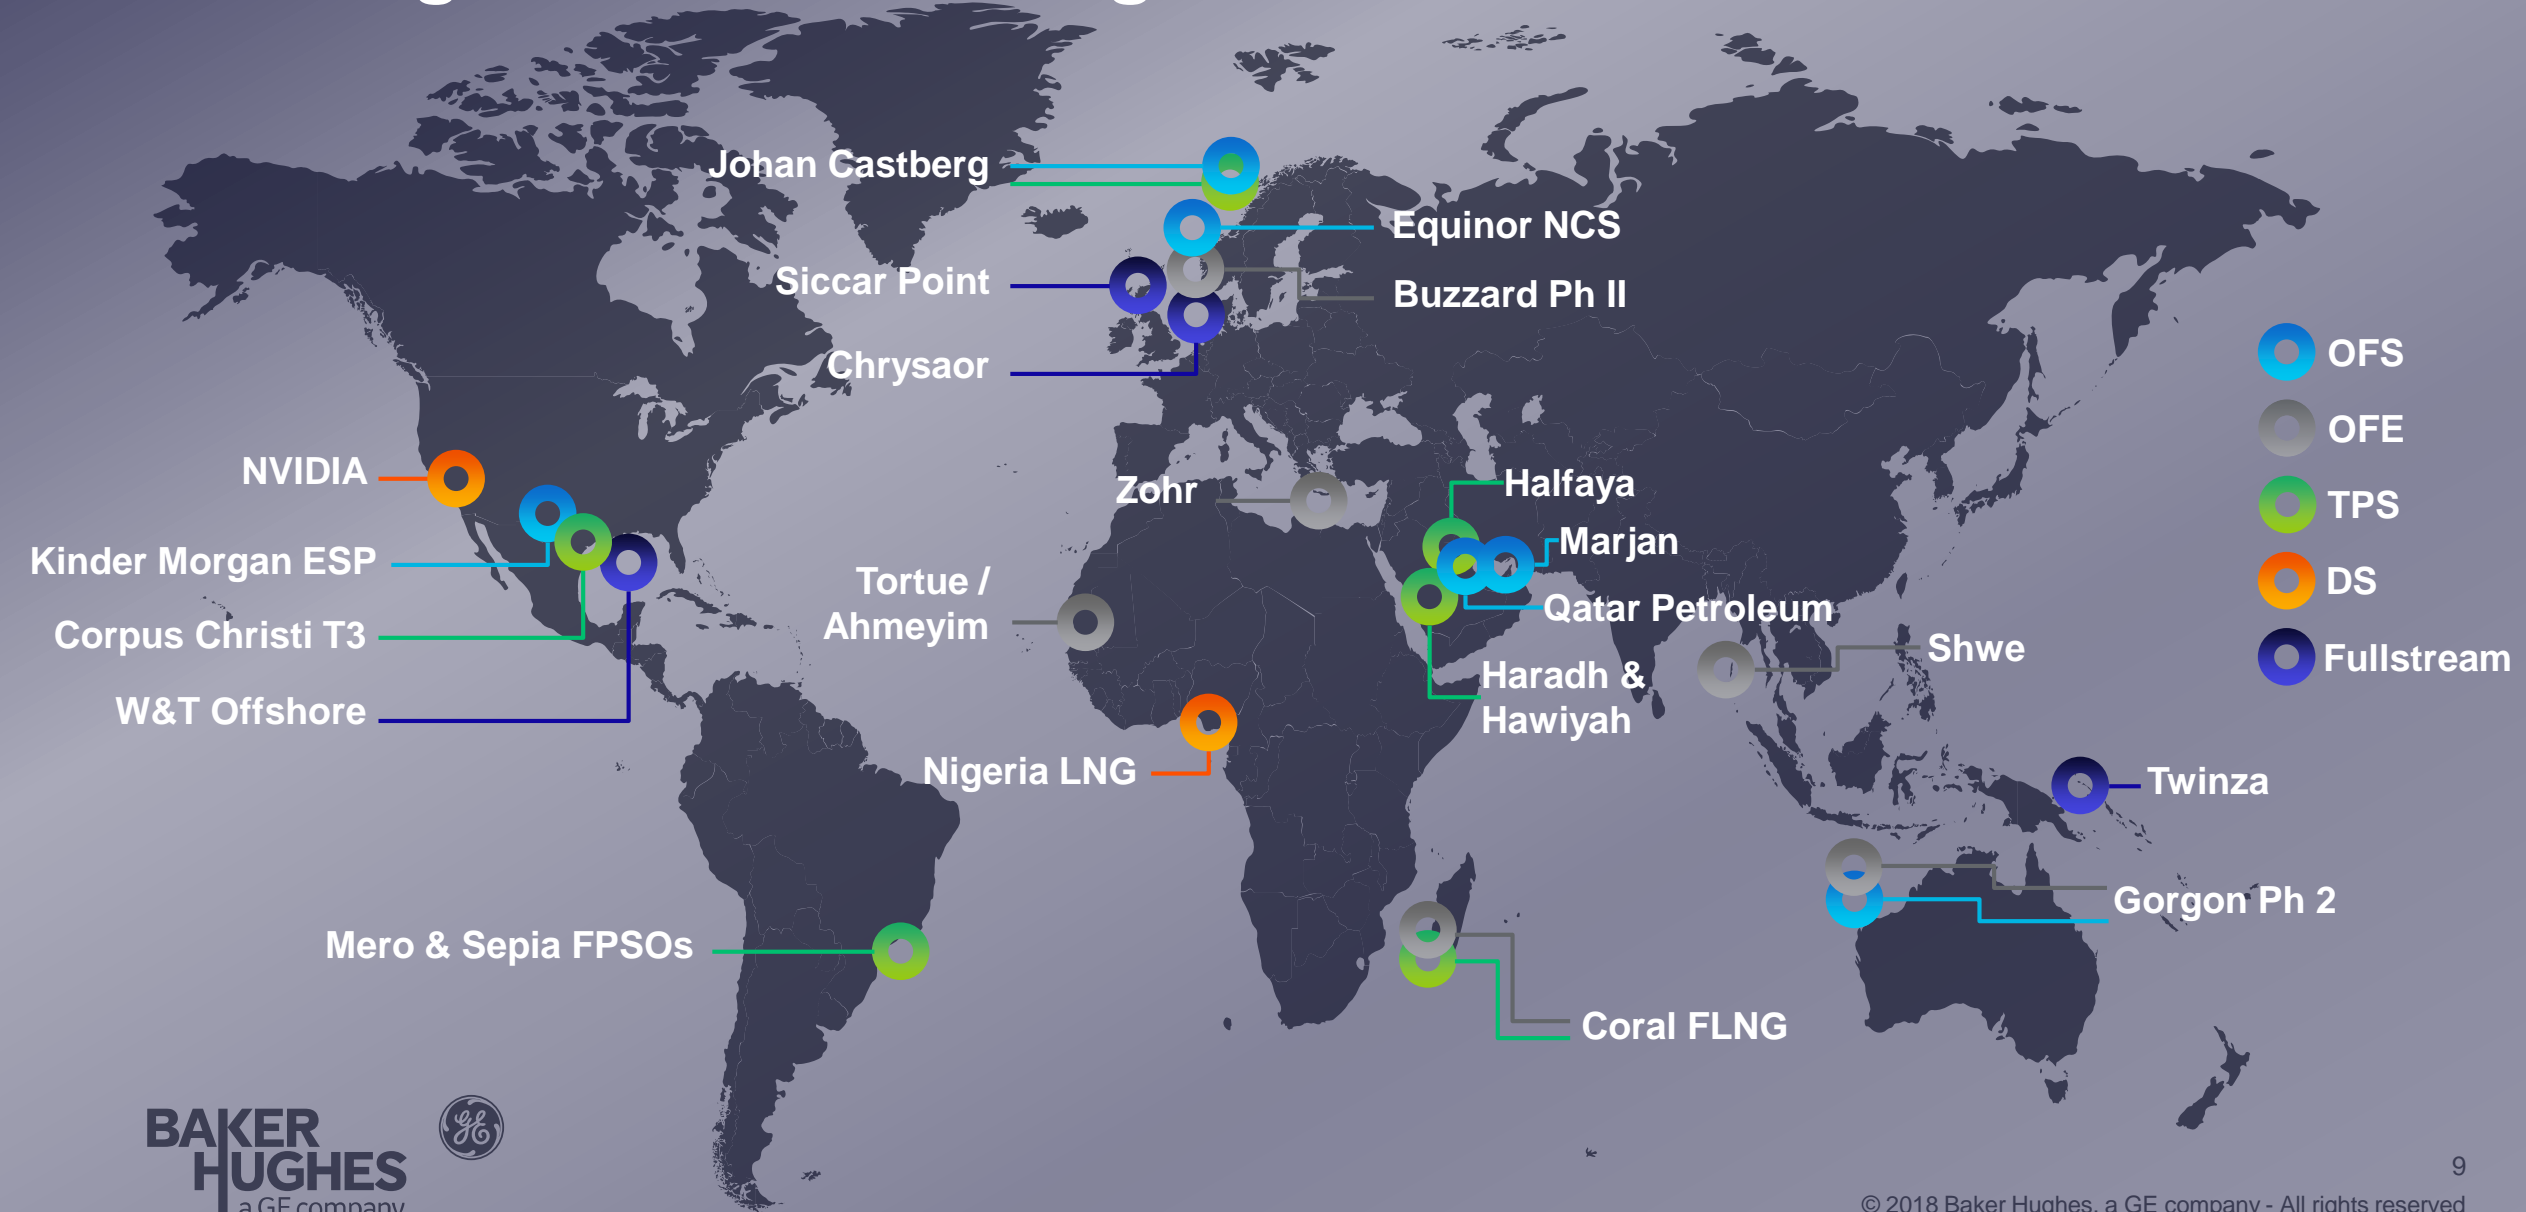 Johan Castberg
Equinor NCS
Siccar Point
Buzzard Ph II
Chrysaor
OFS
OFE
TPS
DS
Fullstream
NVIDIA
Kinder Morgan ESP
Corpus Christi T3
W&T Offshore
Zohr
Halfaya
Marjan
Tortue /
Ahmeyim
Qatar Petroleum
Shwe
Haradh &
Hawiyah
Nigeria LNG
Twinza
Gorgon Ph 2
Mero & Sepia FPSOs
Coral FLNG
BAKER
HUGHES
a GE company
GE
9
© 2018 Baker Hughes, a GE company - All rights reserved